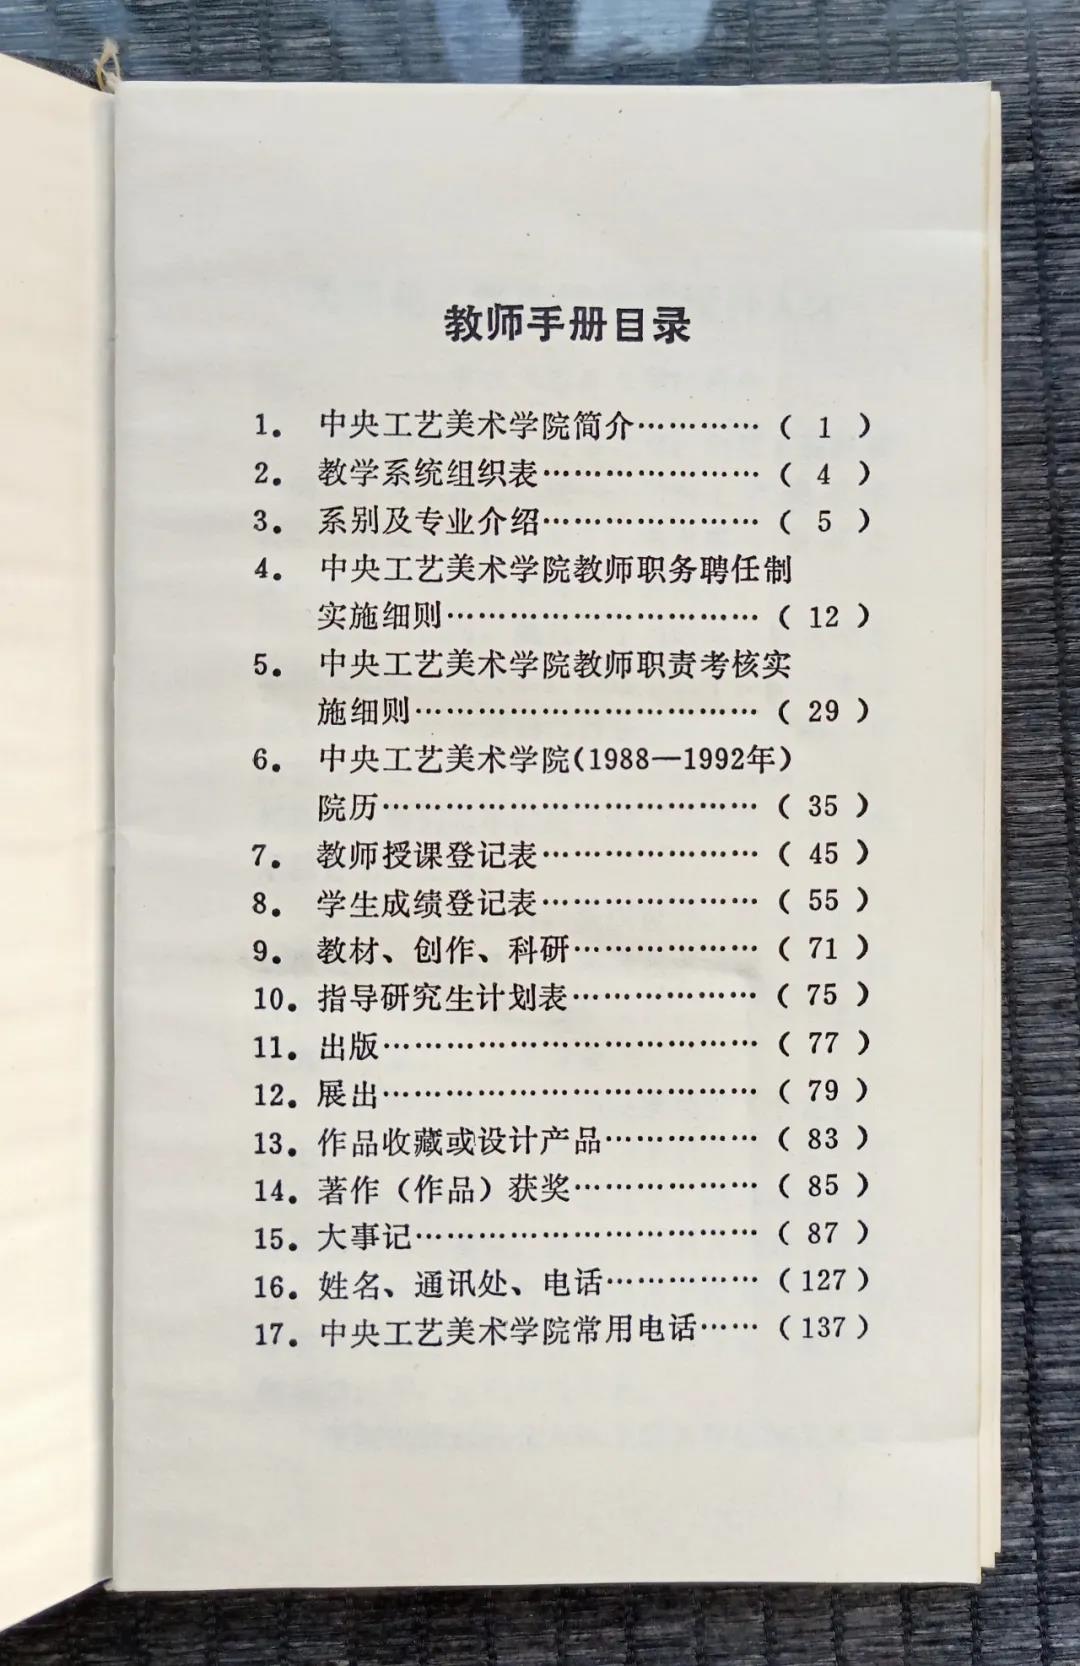 教师手册目录
1. 中央工艺美术学院简介…………( 1 )
2. 教学系统组织表…………………( 4 )
3. 系别及专业介绍…………………( 5 )
4. 中央工艺美术学院教师职务聘任制
实施细则…………………………( 12 )
5. 中央工艺美术学院教师职责考核实
施细则……………………………( 29 )
6. 中央工艺美术学院(1988—1992年)
院历………………………………( 35 )
7. 教师授课登记表…………………( 45 )
8. 学生成绩登记表…………………( 55 )
9. 教材、创作、科研………………( 71 )
10. 指导研究生计划表………………( 75 )
11. 出版………………………………( 77 )
12. 展出………………………………( 79 )
13. 作品收藏或设计产品……………( 83 )
14. 著作(作品)获奖………………( 85 )
15. 大事记……………………………( 87 )
16. 姓名、通讯处、电话……………(127)
17. 中央工艺美术学院常用电话……(137)